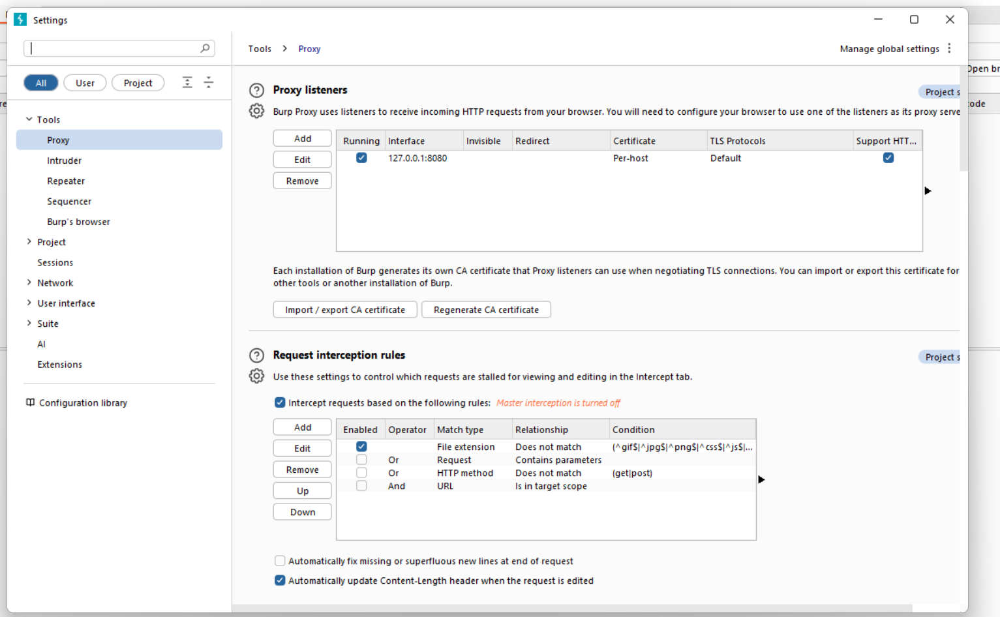 Settings
Tools > Proxy
Manage global settings
Open br
All User Project
re
ode
Proxy listeners
Project s
Burp Proxy uses listeners to receive incoming HTTP requests from your browser. You will need to configure your browser to use one of the listeners as its proxy serve
Tools
Proxy
Intruder
Repeater
Sequencer
Burp's browser
Project
Sessions
Network
User interface
Suite
AI
Extensions
Configuration library
Add
Edit
Remove
Running Interface Invisible Redirect Certificate TLS Protocols Support HTT...
127.0.0.1:8080 Per-host Default
Each installation of Burp generates its own CA certificate that Proxy listeners can use when negotiating TLS connections. You can import or export this certificate for
other tools or another installation of Burp.
Import / export CA certificate Regenerate CA certificate
Request interception rules
Project s
Use these settings to control which requests are stalled for viewing and editing in the Intercept tab.
Intercept requests based on the following rules: Master interception is turned off
Add
Edit
Remove
Up
Down
Enabled Operator Match type Relationship Condition
File extension Does not match (^gif$|^jpg$|^png$|^css$|^js$|...
Or Request Contains parameters
Or HTTP method Does not match (get|post)
And URL Is in target scope
Automatically fix missing or superfluous new lines at end of request
Automatically update Content-Length header when the request is edited